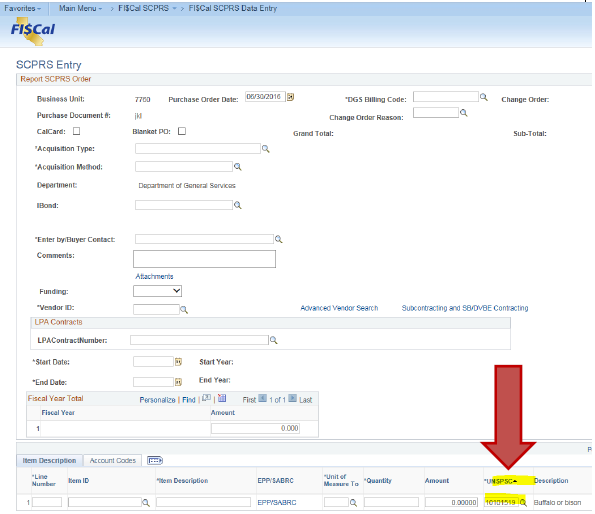 Favorites Main Menu > FI$Cal SCPRS > FI$Cal SCPRS Data Entry
FI$Cal
SCPRS Entry
Report SCPRS Order
Business Unit: 7760 Purchase Order Date: 06/30/2016 *DGS Billing Code: Change Order:
Purchase Document #: jkl Change Order Reason:
CalCard: Blanket PO: Grand Total: Sub-Total:
*Acquisition Type:
*Acquisition Method:
Department: Department of General Services
IBond:
*Enter by/Buyer Contact:
Comments:
Attachments
Funding:
*Vendor ID: Advanced Vendor Search Subcontracting and SB/DVBE Contracting
LPA Contracts
LPAContractNumber:
*Start Date: Start Year:
*End Date: End Year:
Fiscal Year Total Personalize | Find | First 1 of 1 Last
Fiscal Year Amount
1 0.000
P
Item Description Account Codes
*Line Number Item ID *Item Description EPP/SABRC *Unit of Measure To *Quantity Amount *UNSPSC Description
1 EPP/SABRC 0.00000 10101519 Buffalo or bison